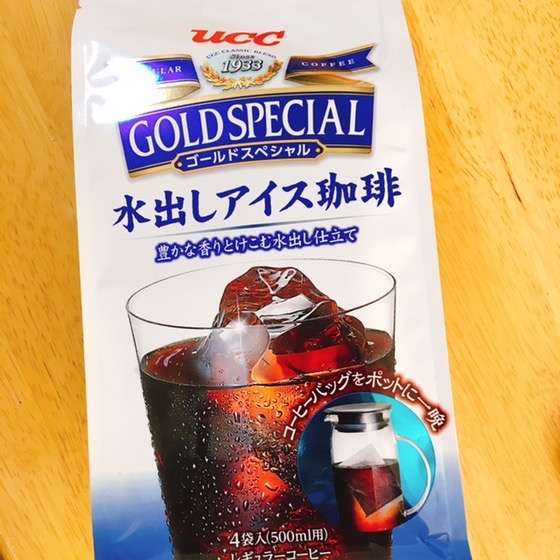 UCC
UCC CLASSIC BLEND
Since
1933
COFFEE
GOLD SPECIAL
ゴールドスペシャル
水出しアイス珈琲
豊かな香りとけこむ水出し仕立て
コーヒーバッグをポットに一晩
4袋入(500ml用)
レギュラーコーヒー